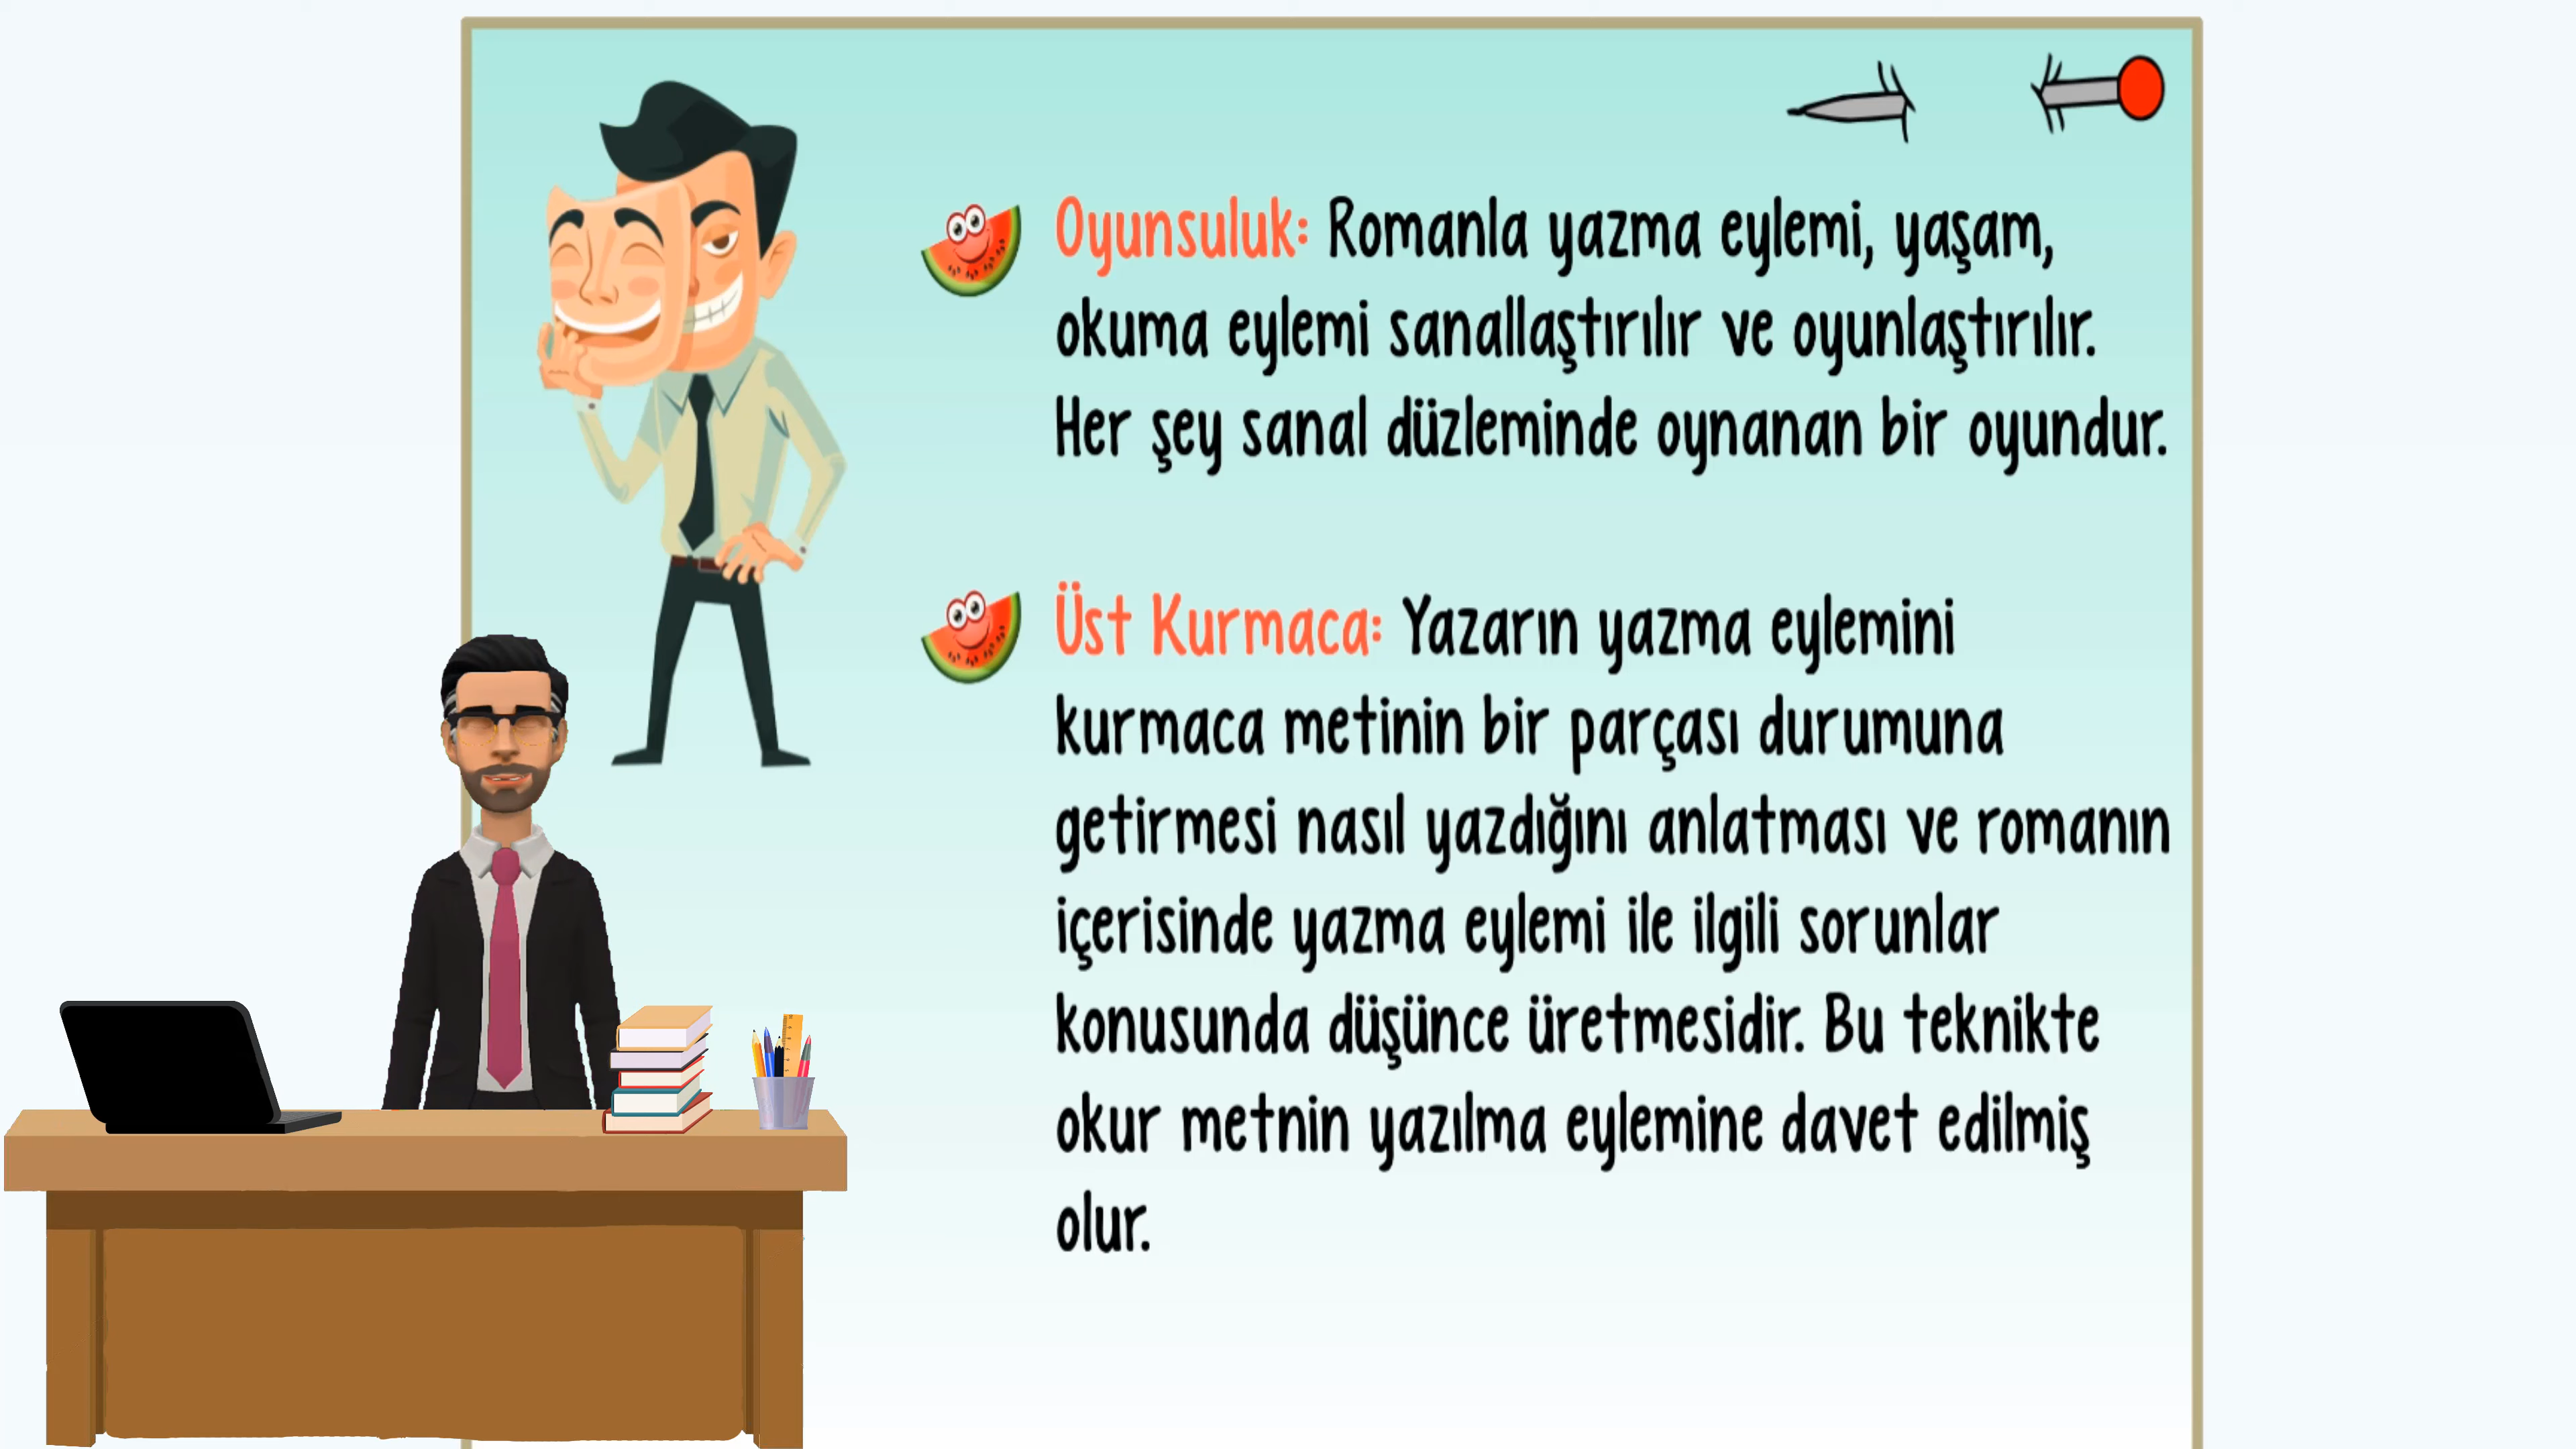 Oyunsuluk: Romanla yazma eylemi, yaşam,
okuma eylemi sanallaştırılır ve oyunlaştırılır.
Her şey sanal düzleminde oynanan bir oyundur.
Üst Kurmaca: Yazarın yazma eylemini
kurmaca metinin bir parçası durumuna
getirmesi nasıl yazdığını anlatması ve romanın
içerisinde yazma eylemi ile ilgili sorunlar
konusunda düşünce üretmesidir. Bu teknikte
okur metnin yazılma eylemine davet edilmiş
olur.